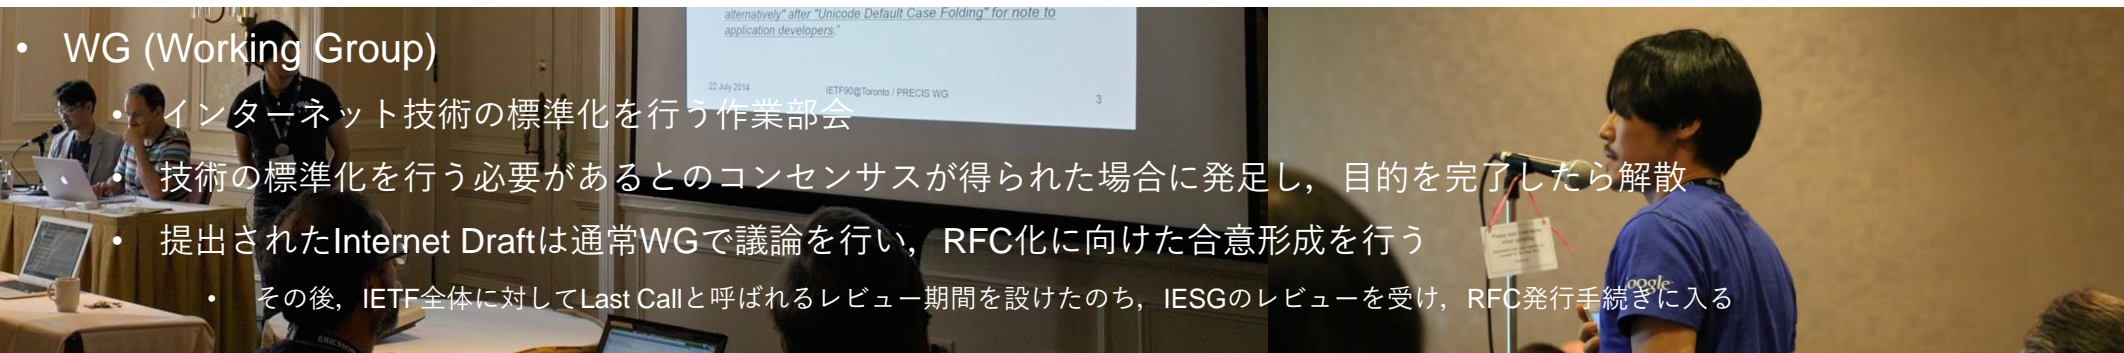 alternatively" after "Unicode Default Case Folding" for note to
application developers."
22 July 2014
IETF90@Toronto / PRECIS WG
3
• WG (Working Group)
• インターネット技術の標準化を行う作業部会
• 技術の標準化を行う必要があるとのコンセンサスが得られた場合に発足し，目的を完了したら解散
• 提出されたInternet Draftは通常WGで議論を行い，RFC化に向けた合意形成を行う
• その後，IETF全体に対してLast Callと呼ばれるレビュー期間を設けたのち，IESGのレビューを受け，RFC発行手続きに入る
ERICSSON